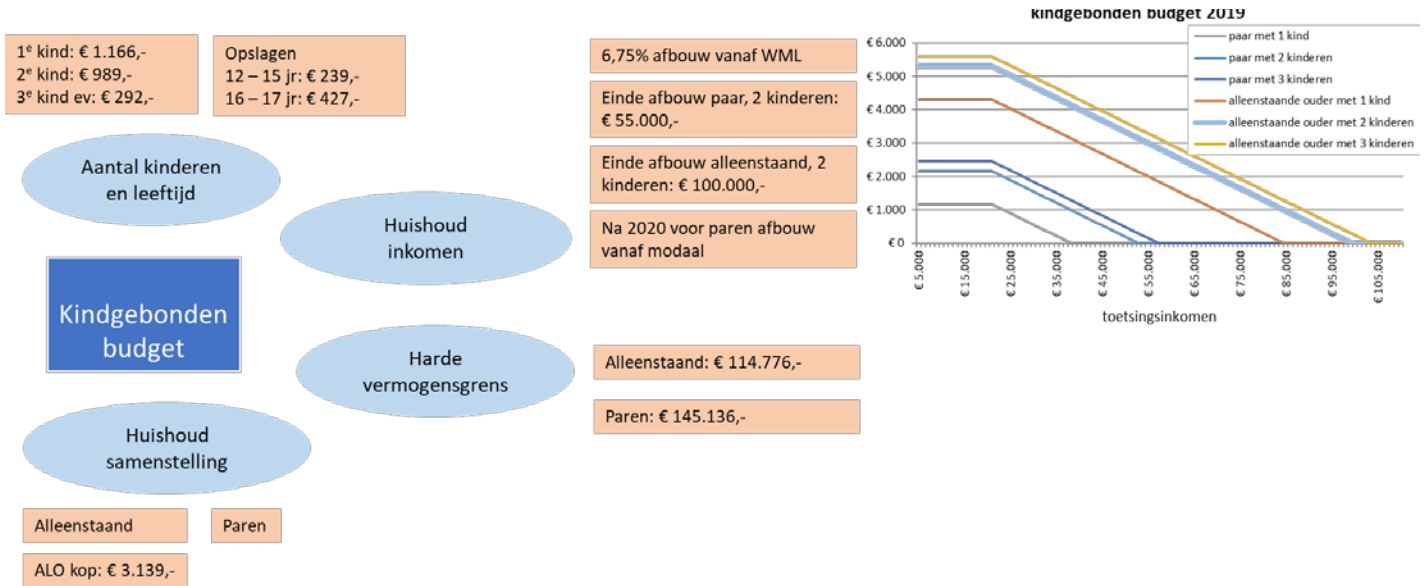 1e kind: € 1.166,-
2e kind: € 989,-
3e kind ev: € 292,-
Opslagen
12 – 15 jr: € 239,-
16 – 17 jr: € 427,-
Aantal kinderen
en leeftijd
Huishoud
inkomen
Kindgebonden
budget
Harde
vermogensgrens
Huishoud
samenstelling
Alleenstaand
Paren
ALO kop: € 3.139,-
6,75% afbouw vanaf WML
Einde afbouw paar, 2 kinderen:
€ 55.000,-
Einde afbouw alleenstaand, 2
kinderen: € 100.000,-
Na 2020 voor paren afbouw
vanaf modaal
Alleenstaand: € 114.776,-
Paren: € 145.136,-
kindgebonden budget 2019
€ 6.000
€ 5.000
€ 4.000
€ 3.000
€ 2.000
€ 1.000
€ 0
paar met 1 kind
paar met 2 kinderen
paar met 3 kinderen
alleenstaande ouder met 1 kind
alleenstaande ouder met 2 kinderen
alleenstaande ouder met 3 kinderen
€ 5.000
€ 15.000
€ 25.000
€ 35.000
€ 45.000
€ 55.000
€ 65.000
€ 75.000
€ 85.000
€ 95.000
€ 105.000
toetsingsinkomen